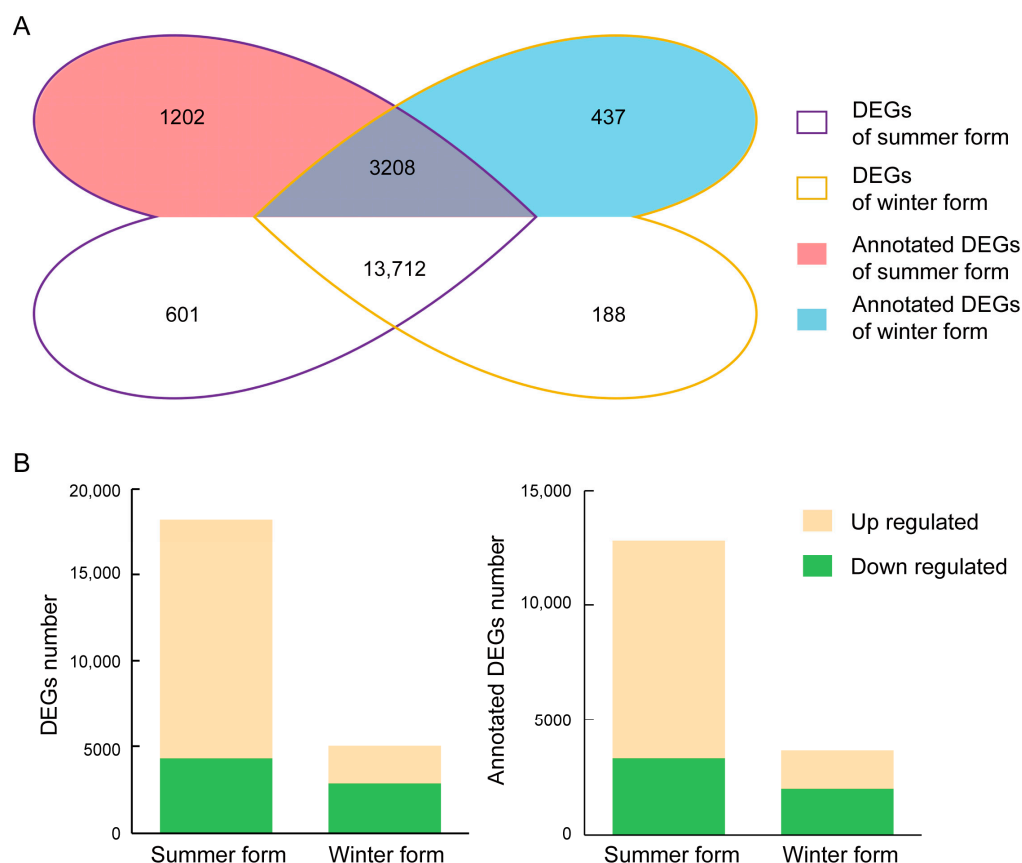 A
1202
437
3208
13,712
601
188
DEGs
of summer form
DEGs
of winter form
Annotated DEGs
of summer form
Annotated DEGs
of winter form
B
DEGs number
20,000
15,000
10,000
5000
0
Summer form
Winter form
Annotated DEGs number
15,000
10,000
5000
0
Summer form
Winter form
Up regulated
Down regulated